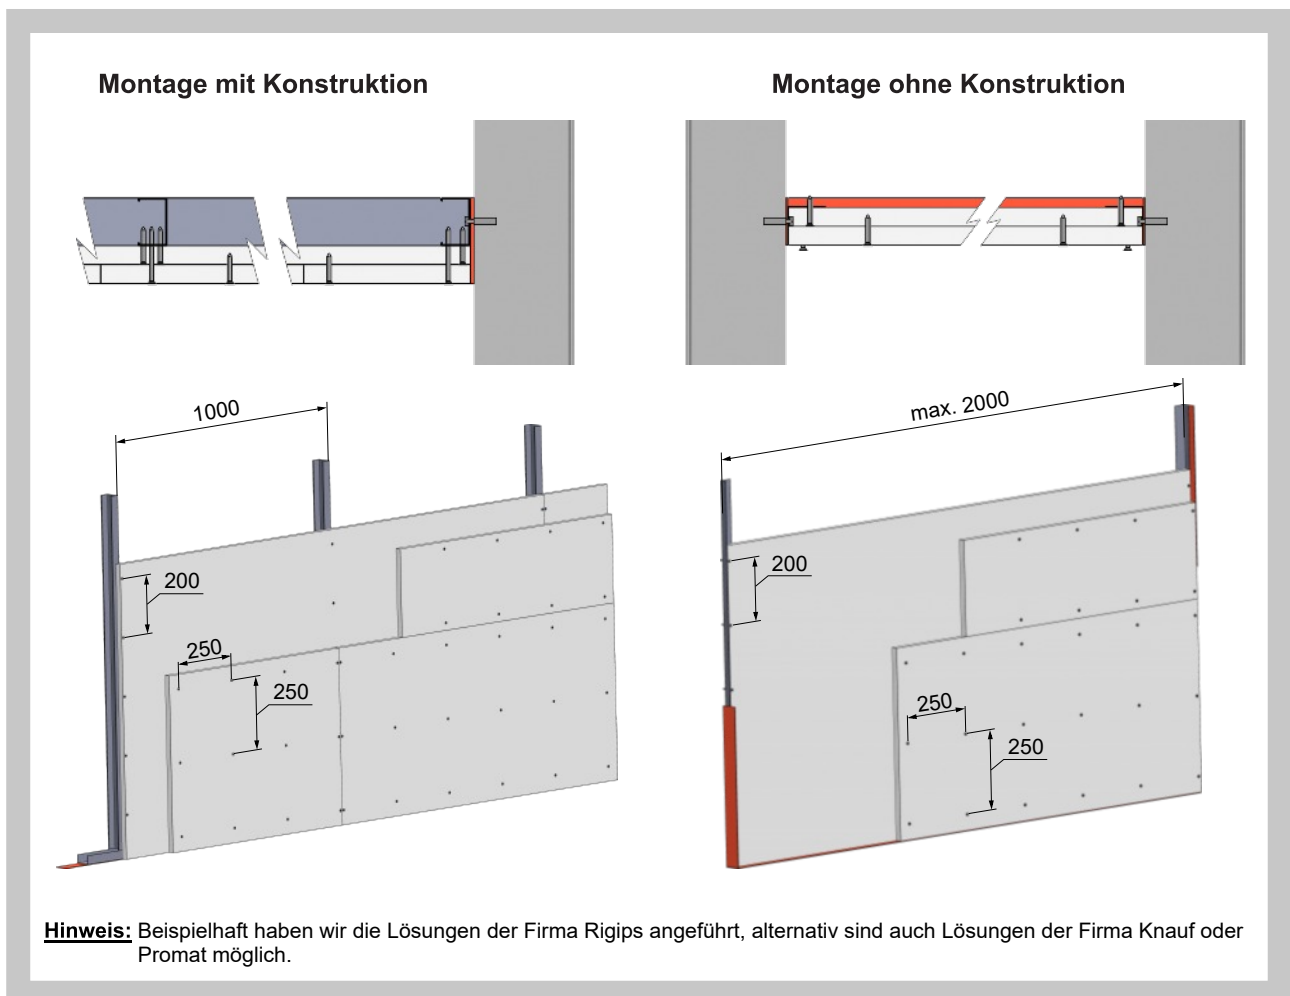 Montage mit Konstruktion
Montage ohne Konstruktion
1000
200
250
250
max. 2000
200
250
250
Hinweis: Beispielhaft haben wir die Lösungen der Firma Rigips angeführt, alternativ sind auch Lösungen der Firma Knauf oder
Promat möglich.